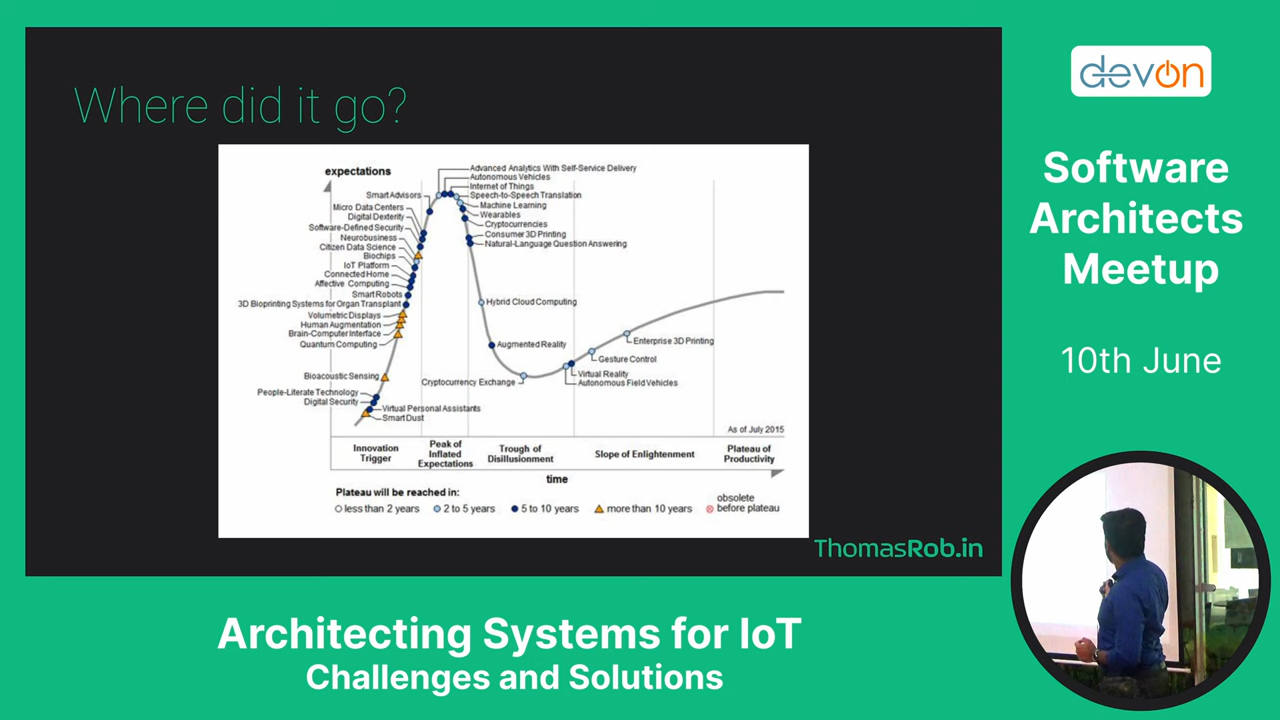 Where did it go?
expectations
Advanced Analytics With Self-Service Delivery
Autonomous Vehicles
Internet of Things
Speech-to-Speech Translation
Machine Learning
Wearables
Cryptocurrencies
Consumer 3D Printing
Natural-Language Question Answering
Smart Advisors
Micro Data Centers
Digital Dexterity
Software-Defined Security
Neurobusiness
Citizen Data Science
Biochips
IoT Platform
Connected Home
Affective Computing
Smart Robots
3D Bioprinting Systems for Organ Transplant
Volumetric Displays
Human Augmentation
Brain-Computer Interface
Quantum Computing
Bioacoustic Sensing
People-Literate Technology
Digital Security
Virtual Personal Assistants
Smart Dust
Hybrid Cloud Computing
Augmented Reality
Cryptocurrency Exchange
Enterprise 3D Printing
Gesture Control
Virtual Reality
Autonomous Field Vehicles
As of July 2015
Innovation
Trigger
Peak of
Inflated
Expectations
Trough of
Disillusionment
Slope of Enlightenment
Plateau of
Productivity
time
Plateau will be reached in:
less than 2 years
2 to 5 years
5 to 10 years
more than 10 years
obsolete
before plateau
ThomasRob.in
devon
Software
Architects
Meetup
10th June
Architecting Systems for IoT
Challenges and Solutions